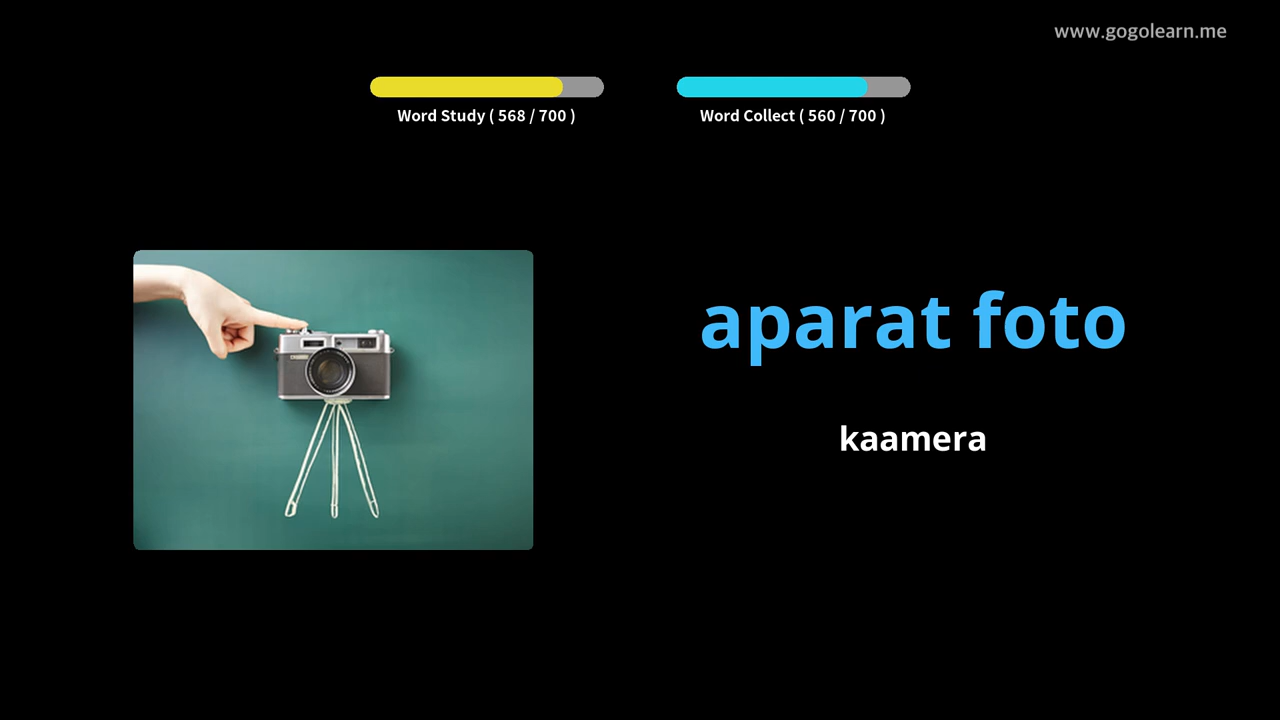 www.gogolearn.me
Word Study ( 568 / 700 )
Word Collect ( 560 / 700 )
aparat foto
kaamera